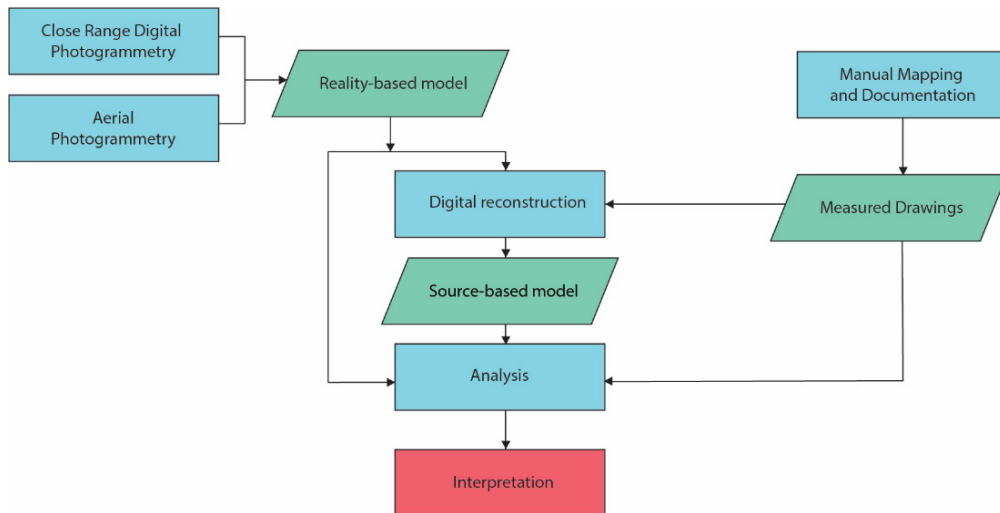 Close Range Digital
Photogrammetry
Aerial
Photogrammetry
Reality-based model
Manual Mapping
and Documentation
Digital reconstruction
Measured Drawings
Source-based model
Analysis
Interpretation